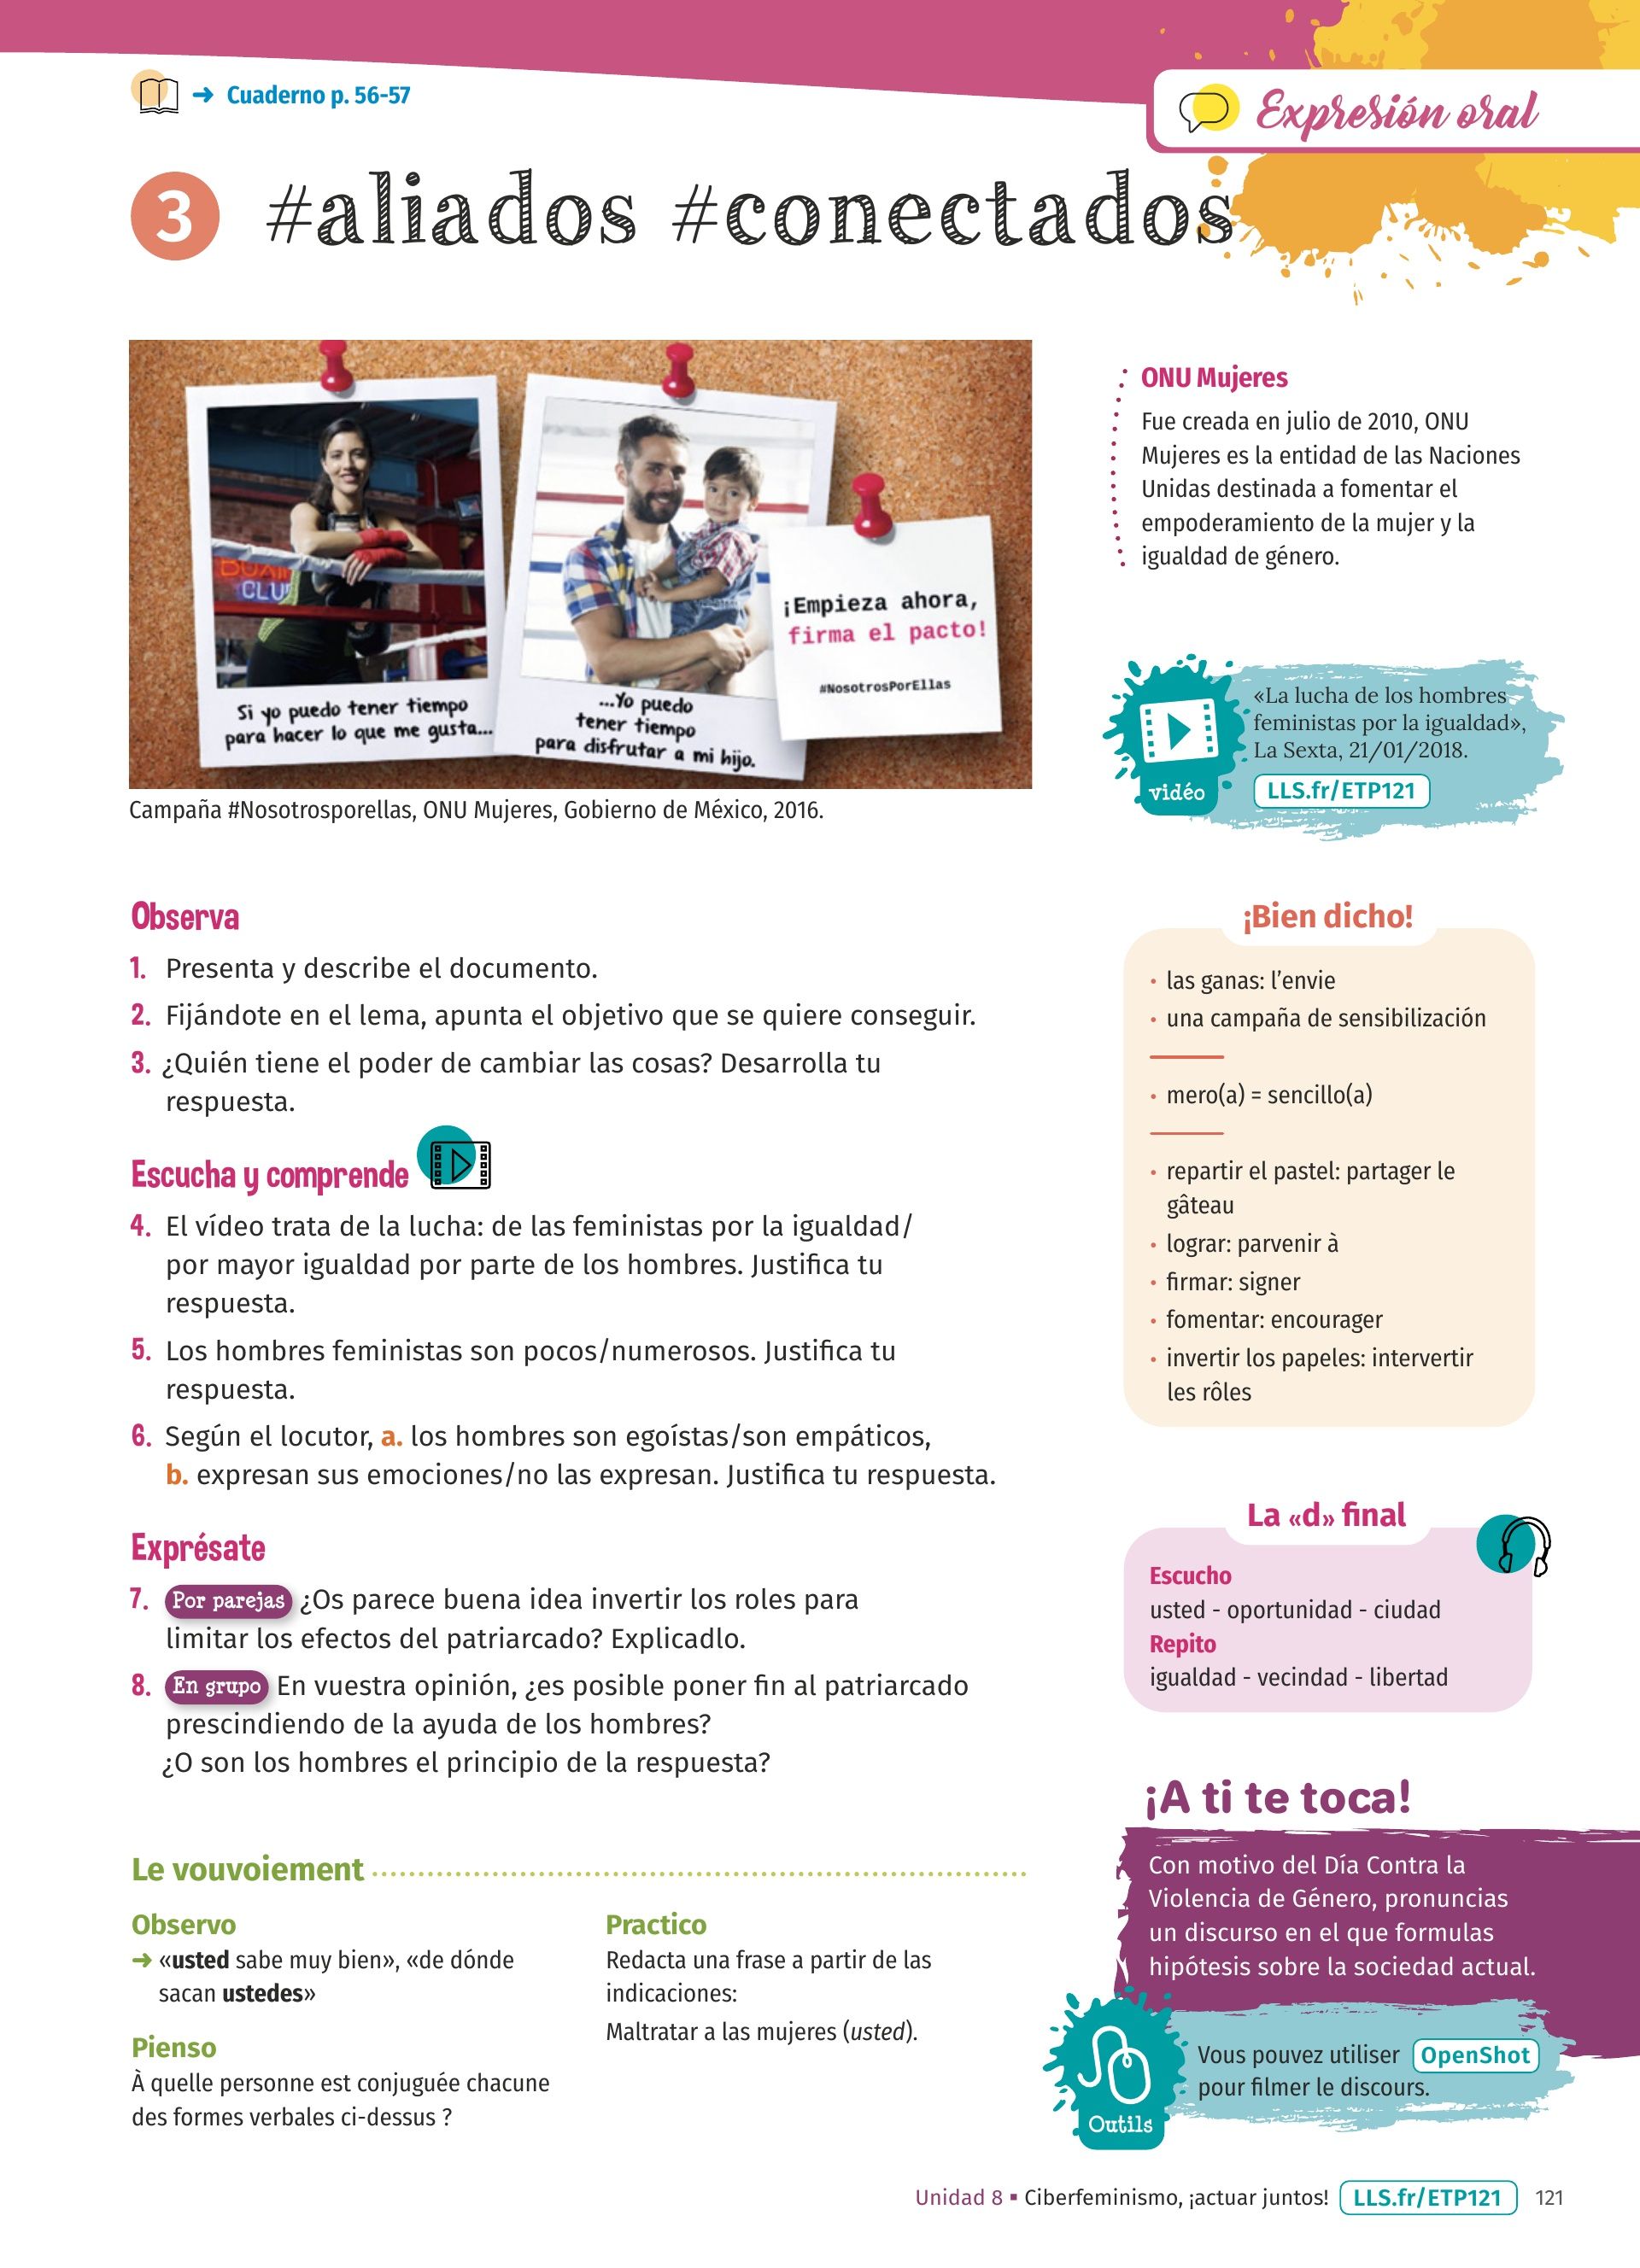 → Cuaderno p. 56-57
Expresión oral
3 #aliados #conectados
BOXIN
CLU
Si yo puedo tener tiempo
para hacer lo que me gusta...
...Yo puedo
tener tiempo
para disfrutar a mi hijo.
¡Empieza ahora,
firma el pacto!
#NosotrosPorEllas
Campaña #Nosotrosporellas, ONU Mujeres, Gobierno de México, 2016.
ONU Mujeres
Fue creada en julio de 2010, ONU
Mujeres es la entidad de las Naciones
Unidas destinada a fomentar el
empoderamiento de la mujer y la
igualdad de género.
vidéo
«La lucha de los hombres
feministas por la igualdad»,
La Sexta, 21/01/2018.
LLS.fr/ETP121
Observa
1. Presenta y describe el documento.
2. Fijándote en el lema, apunta el objetivo que se quiere conseguir.
3. ¿Quién tiene el poder de cambiar las cosas? Desarrolla tu
respuesta.
Escucha y comprende
4. El vídeo trata de la lucha: de las feministas por la igualdad/
por mayor igualdad por parte de los hombres. Justifica tu
respuesta.
5. Los hombres feministas son pocos/numerosos. Justifica tu
respuesta.
6. Según el locutor, a. los hombres son egoístas/son empáticos,
b. expresan sus emociones/no las expresan. Justifica tu respuesta.
Exprésate
7. Por parejas ¿Os parece buena idea invertir los roles para
limitar los efectos del patriarcado? Explicadlo.
8. En grupo En vuestra opinión, ¿es posible poner fin al patriarcado
prescindiendo de la ayuda de los hombres?
¿O son los hombres el principio de la respuesta?
¡Bien dicho!
• las ganas: l'envie
• una campaña de sensibilización
• mero(a) = sencillo(a)
• repartir el pastel: partager le
gâteau
• lograr: parvenir à
• firmar: signer
• fomentar: encourager
• invertir los papeles: intervertir
les rôles
La «d» final
Escucho
usted - oportunidad - ciudad
Repito
igualdad - vecindad - libertad
Le vouvoiement
Observo
→ «usted sabe muy bien», «de dónde
sacan ustedes»
Pienso
À quelle personne est conjuguée chacune
des formes verbales ci-dessus ?
Practico
Redacta una frase a partir de las
indicaciones:
Maltratar a las mujeres (usted).
¡A ti te toca!
Con motivo del Día Contra la
Violencia de Género, pronuncias
un discurso en el que formulas
hipótesis sobre la sociedad actual.
Outils
Vous pouvez utiliser OpenShot
pour filmer le discours.
Unidad 8 ▪ Ciberfeminismo, ¡actuar juntos! LLS.fr/ETP121 121